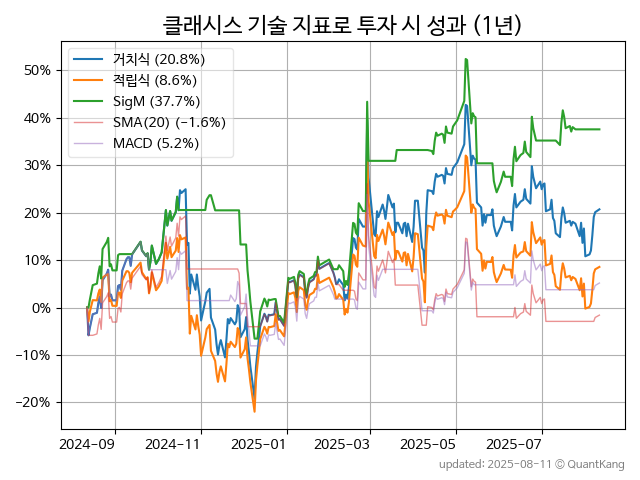 클래시스 기술 지표로 투자 시 성과 (1년)
거치식 (20.8%)
적립식 (8.6%)
SigM (37.7%)
SMA(20) (−1.6%)
MACD (5.2%)
50%
40%
30%
20%
10%
0%
−10%
−20%
2024-09 2024-11 2025-01 2025-03 2025-05 2025-07
updated: 2025-08-11 © QuantKang